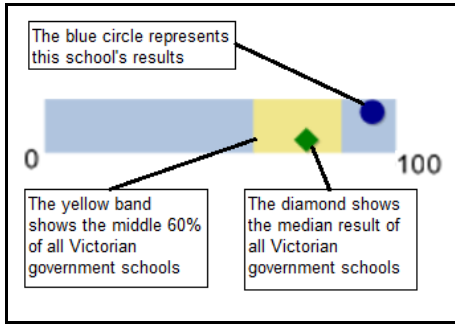 The blue circle represents
this school's results
0
100
The yellow band
shows the middle 60%
of all Victorian
government schools
The diamond shows
the median result of
all Victorian
government schools